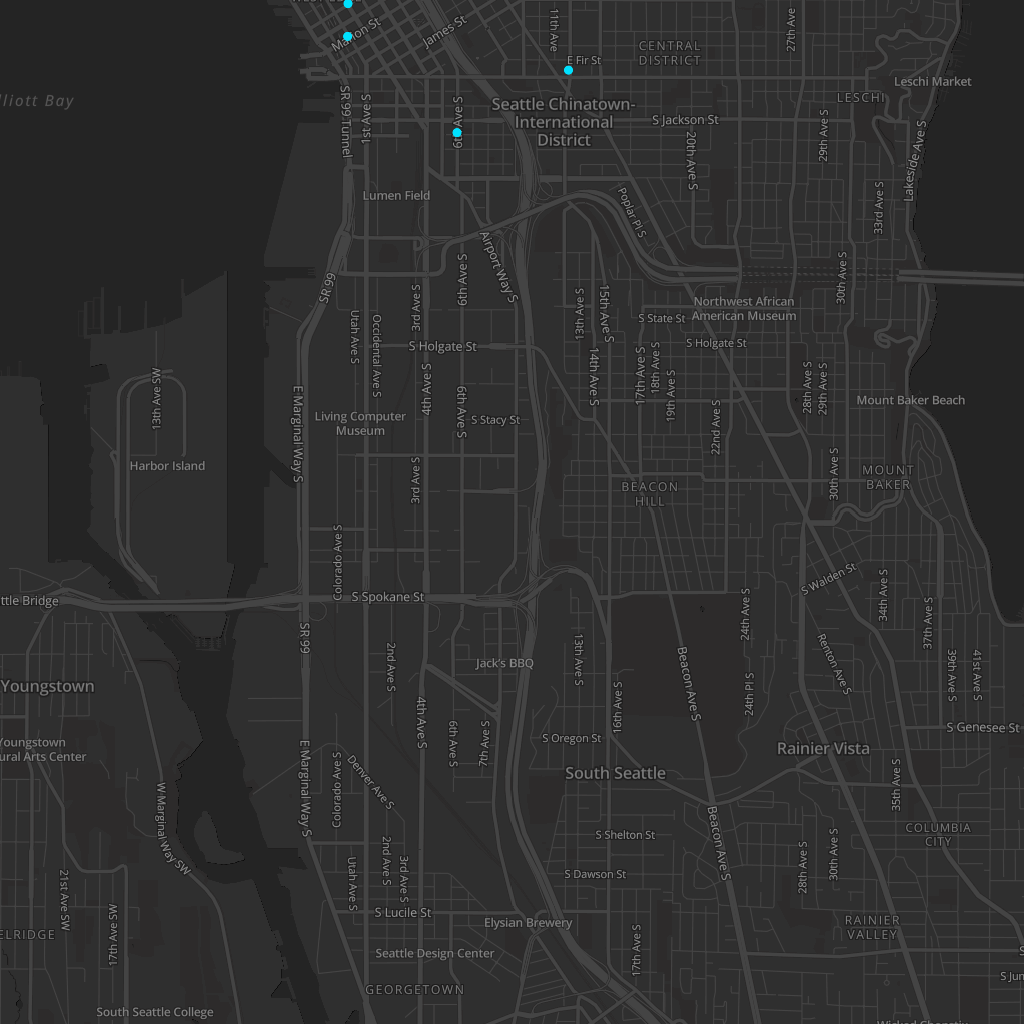 Marion St
James St
11th Ave
E Fir St
CENTRAL
DISTRICT
27th Ave S
Leschi Market
LESCHI
lliott Bay
SR 99 Tunnel
1st Ave S
6th Ave S
Seattle Chinatown-
International
District
S Jackson St
20th Ave S
29th Ave S
Lakeside Ave S
33rd Ave S
Lumen Field
Poplar Pl S
Airport Way S
SR 99
6th Ave S
3rd Ave S
13th Ave S
15th Ave S
30th Ave S
Northwest African
American Museum
S State St
S Holgate St
Utah Ave S
Occidental Ave S
S Holgate St
14th Ave S
17th Ave S
18th Ave S
19th Ave S
28th Ave S
29th Ave S
13th Ave SW
E Marginal Way S
4th Ave S
6th Ave S
Living Computer
Museum
S Stacy St
22nd Ave S
Mount Baker Beach
Harbor Island
3rd Ave S
BEACON
HILL
30th Ave S
MOUNT
BAKER
Colorado Ave S
ttle Bridge
S Spokane St
S Walden St
34th Ave S
24th Ave S
37th Ave S
SR 99
2nd Ave S
Jack's BBQ
13th Ave S
Beacon Ave S
24th Pl S
Renton Ave S
39th Ave S
41st Ave S
Youngstown
16th Ave S
4th Ave S
6th Ave S
7th Ave S
S Oregon St
S Genesee St
Youngstown
ural Arts Center
Rainier Vista
E Marginal Way S
Colorado Ave S
Denver Ave S
South Seattle
35th Ave S
W Marginal Way SW
S Shelton St
Beacon Ave S
COLUMBIA
CITY
Utah Ave S
2nd Ave S
3rd Ave S
S Dawson St
28th Ave S
30th Ave S
21st Ave SW
17th Ave SW
S Lucile St
Elysian Brewery
RAINIER
VALLEY
ELRIDGE
Seattle Design Center
17th Ave S
S Jun
GEORGETOWN
South Seattle College